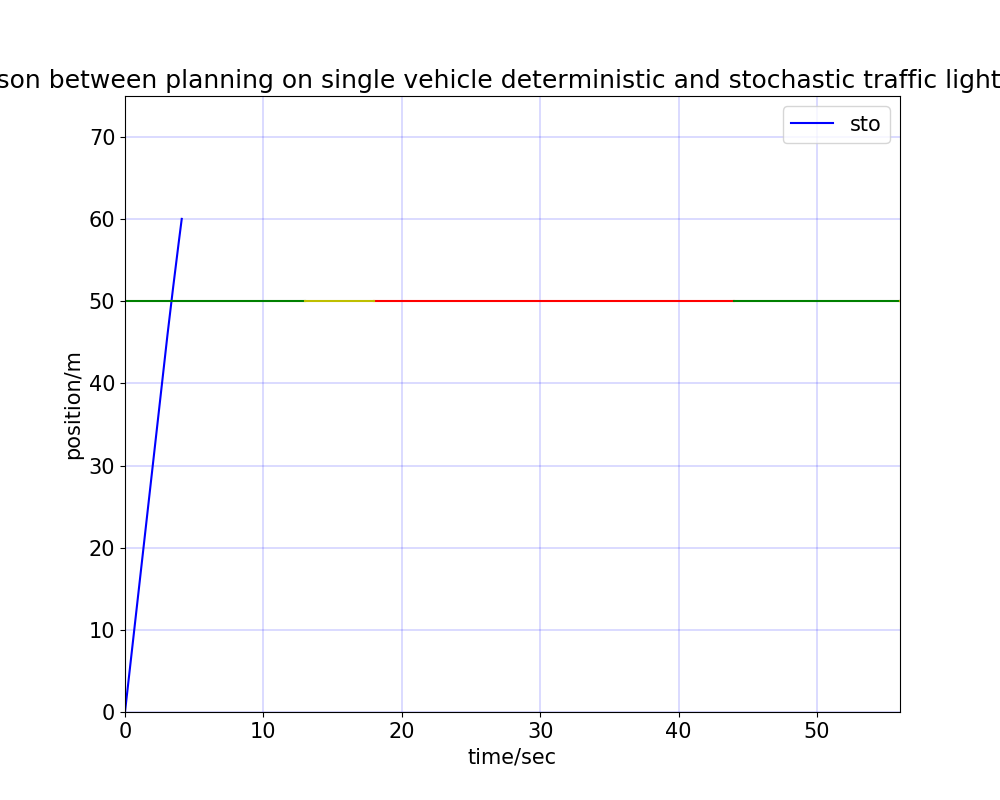 son between planning on single vehicle deterministic and stochastic traffic light
sto
70
60
50
40
30
20
10
0
position/m
0 10 20 30 40 50
time/sec